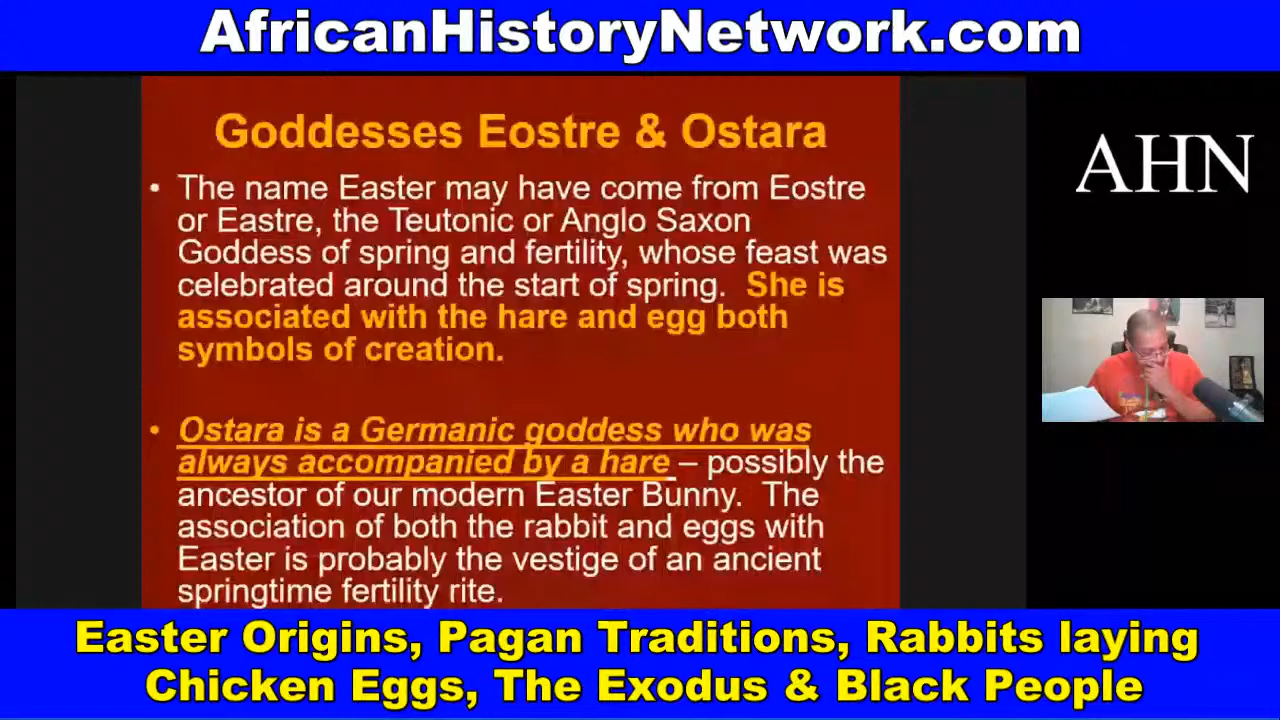 AfricanHistoryNetwork.com
Goddesses Eostre & Ostara
• The name Easter may have come from Eostre
or Eastre, the Teutonic or Anglo Saxon
Goddess of spring and fertility, whose feast was
celebrated around the start of spring. She is
associated with the hare and egg both
symbols of creation.
• Ostara is a Germanic goddess who was
always accompanied by a hare – possibly the
ancestor of our modern Easter Bunny. The
association of both the rabbit and eggs with
Easter is probably the vestige of an ancient
springtime fertility rite.
AHN
Easter Origins, Pagan Traditions, Rabbits laying
Chicken Eggs, The Exodus & Black People